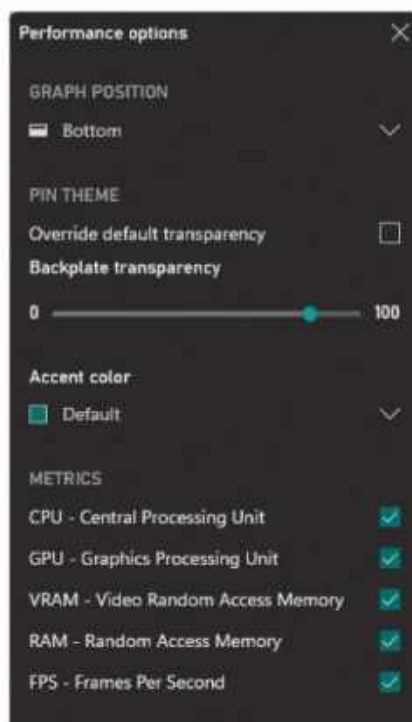 Performance options
GRAPH POSITION
Bottom
PIN THEME
Override default transparency
Backplate transparency
0 100
Accent color
Default
METRICS
CPU - Central Processing Unit
GPU - Graphics Processing Unit
VRAM - Video Random Access Memory
RAM - Random Access Memory
FPS - Frames Per Second